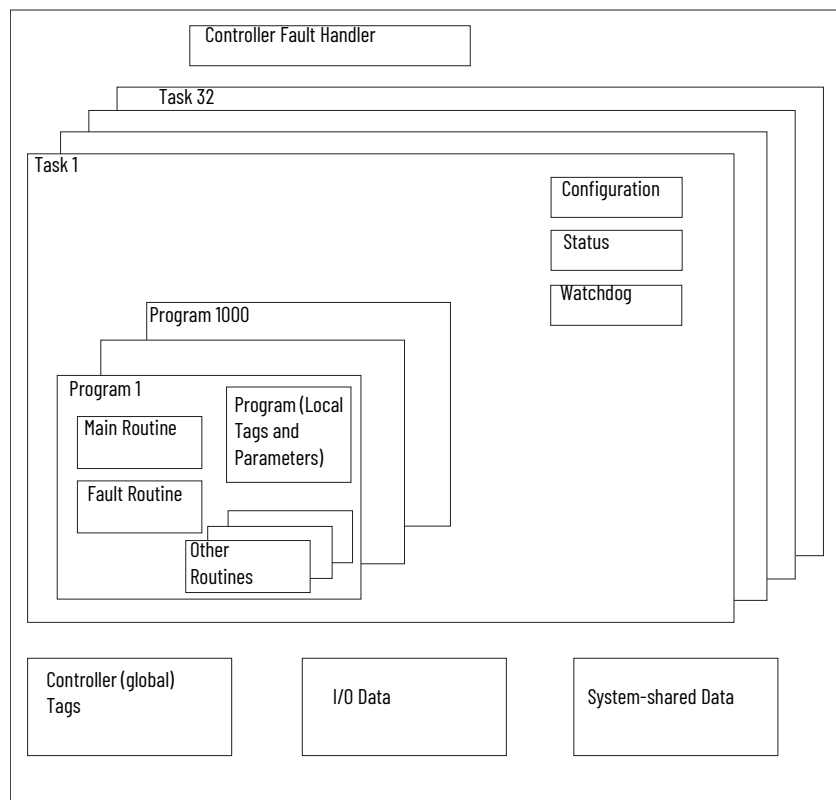 Controller Fault Handler
Task 32
Task 1
Configuration
Status
Watchdog
Program 1000
Program 1
Main Routine
Fault Routine
Program (Local
Tags and
Parameters)
Other
Routines
Controller (global)
Tags
I/O Data
System-shared Data